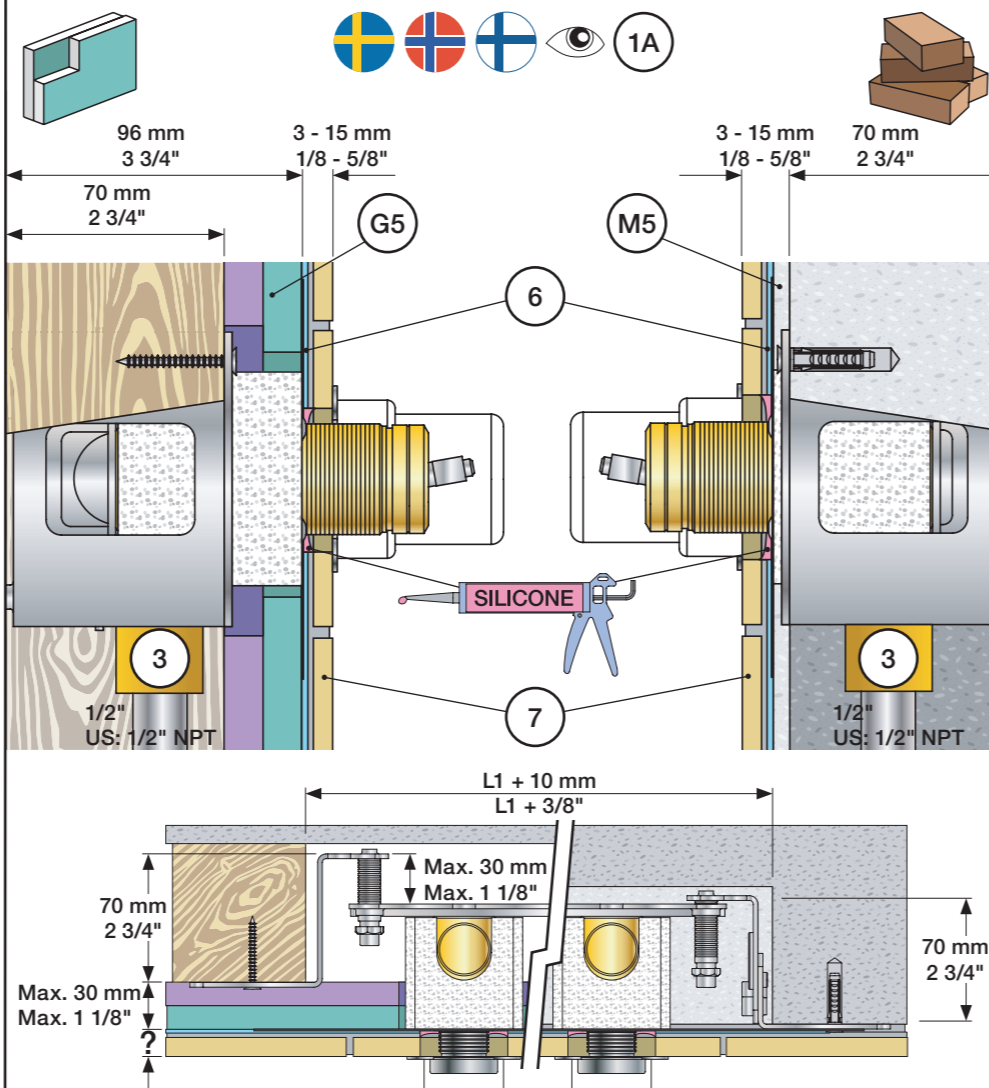 1A
96 mm
3 3/4"
3 - 15 mm
1/8 - 5/8"
3 - 15 mm
1/8 - 5/8"
70 mm
2 3/4"
70 mm
2 3/4"
G5
M5
6
SILICONE
3
3
7
1/2"
US: 1/2" NPT
1/2"
US: 1/2" NPT
L1 + 10 mm
L1 + 3/8"
Max. 30 mm
Max. 1 1/8"
70 mm
2 3/4"
70 mm
2 3/4"
Max. 30 mm
Max. 1 1/8"
?